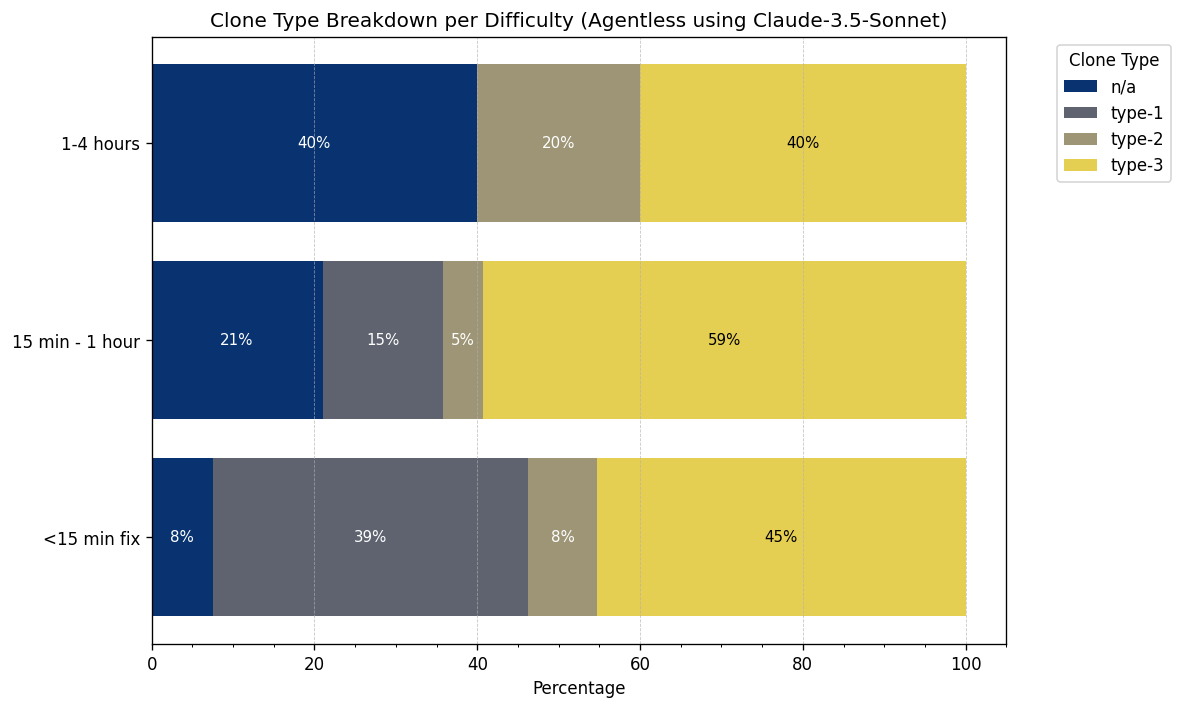 Clone Type Breakdown per Difficulty (Agentless using Claude-3.5-Sonnet)
Clone Type
n/a
type-1
type-2
type-3
1-4 hours
40%
20%
40%
15 min - 1 hour
21%
15%
5%
59%
<15 min fix
8%
39%
8%
45%
0
20
40
60
80
100
Percentage